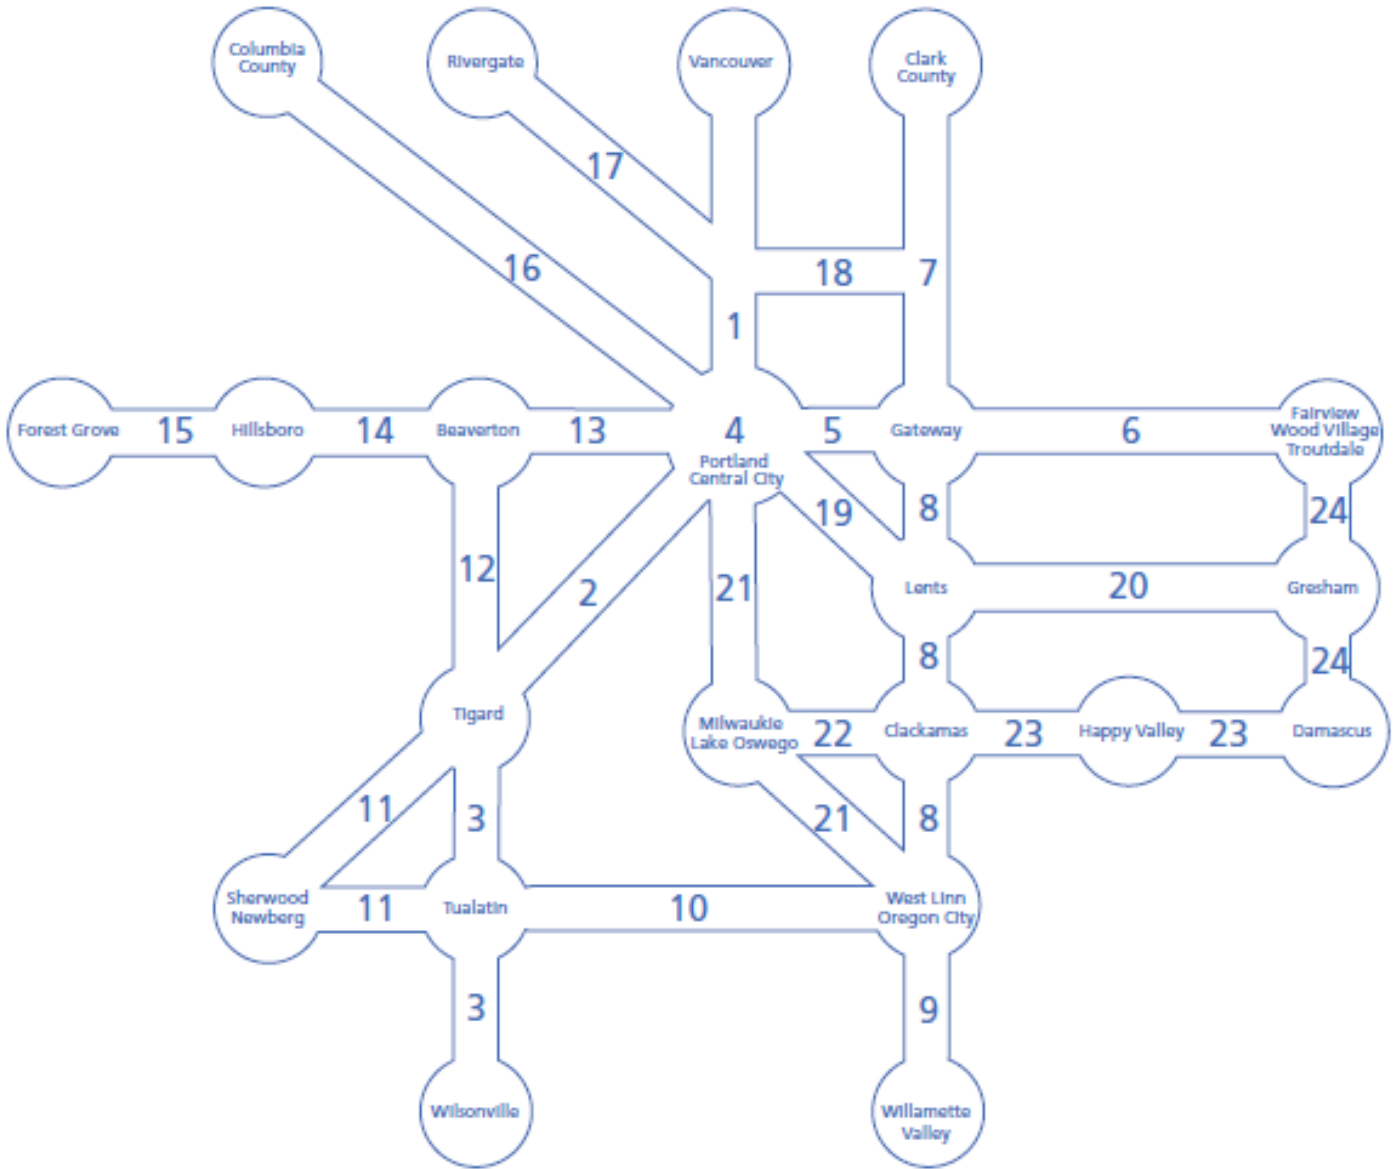 Columbia
County
Rivergate
Vancouver
Clark
County
17
16
18
7
1
Forest Grove
15
Hillsboro
14
Beaverton
13
4
Portland
Central City
5
Gateway
6
Fairview
Wood Village
Troutdale
19
8
24
12
2
21
Lents
20
Gresham
8
24
Tigard
Milwaukie
Lake Oswego
22
Clackamas
23
Happy Valley
23
Damascus
11
3
21
8
Sherwood
Newberg
11
Tualatin
10
West Linn
Oregon City
3
9
Wilsonville
Willamette
Valley